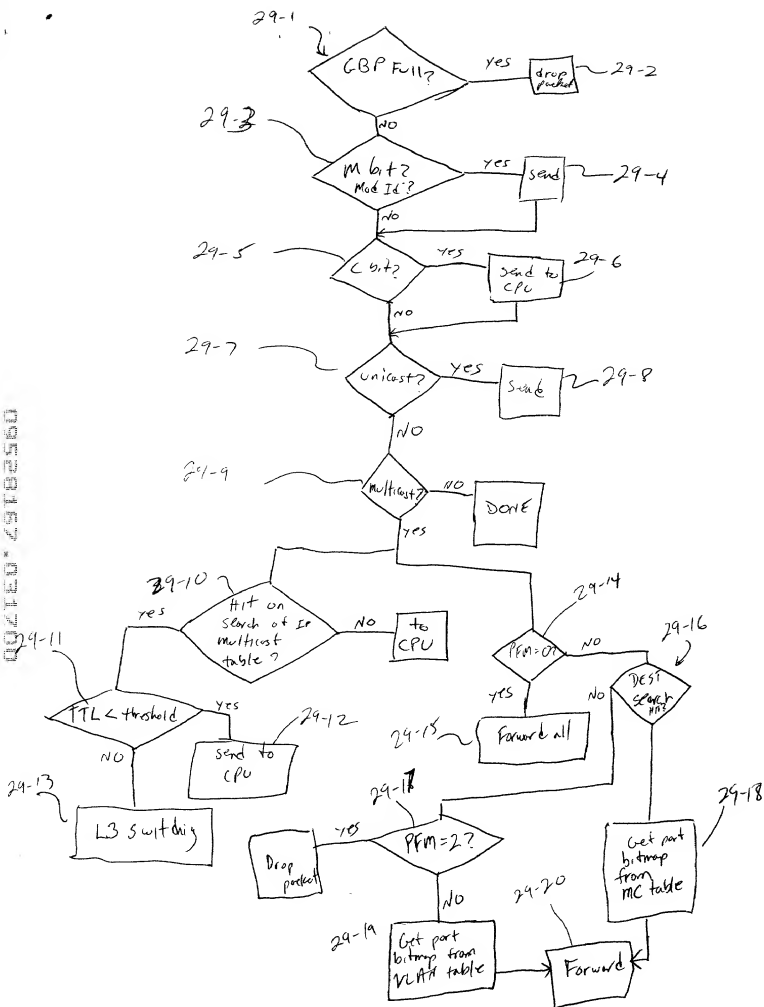 29-1
GBP Full?
yes
drop
packet
29-2
NO
29-3
M bit?
Mod Id?
yes
send
29-4
NO
29-5
C bit?
yes
send to
CPU
29-6
NO
29-7
unicast?
yes
Send
29-8
NO
29-9
multicast?
NO
DONE
yes
29-10
Hit on
search of IP
multicast
table?
yes
NO
to
CPU
29-14
PFM=0?
NO
yes
29-15
Forward all
29-16
DEST
search
Hit?
NO
29-11
TTL < threshold
yes
29-12
send to
CPU
NO
29-13
L3 switching
29-17
PFM=2?
yes
Drop
packet
NO
29-18
Get port
bitmap
from
MC table
29-19
Get port
bitmap from
VLAN table
29-20
Forward
09528167.031700